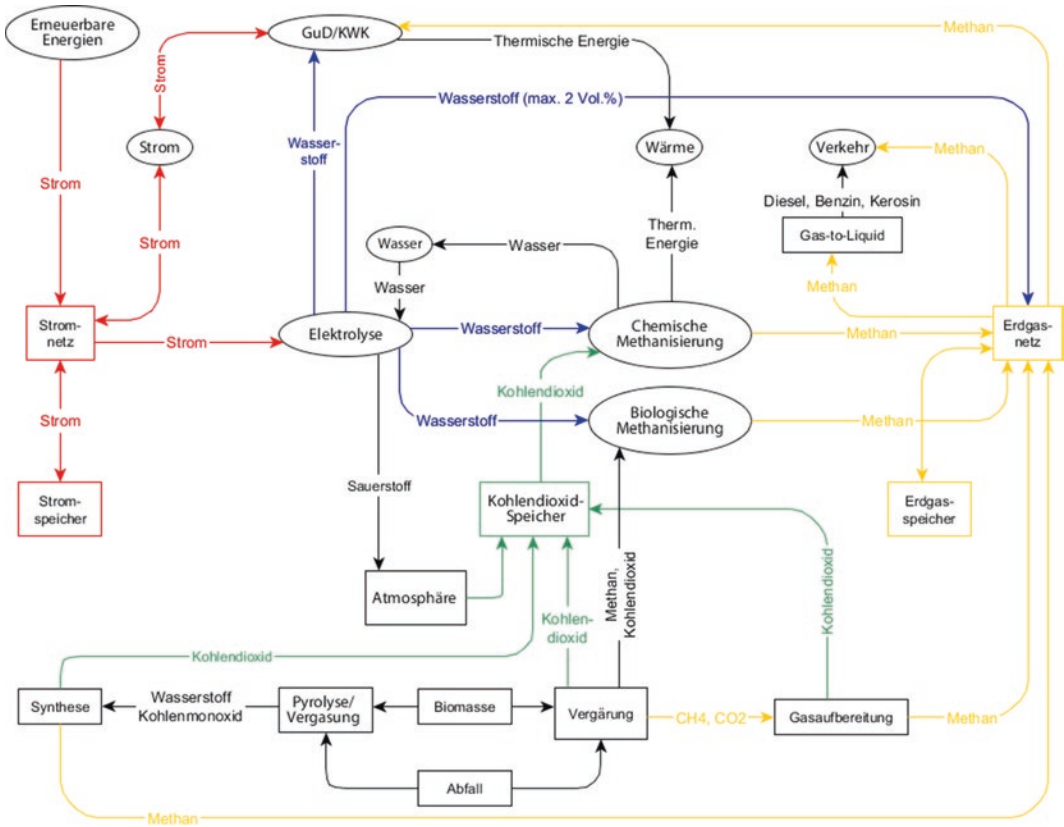 Erneuerbare
Energien
GuD/KWK
Thermische Energie
Methan
Strom
Wasserstoff (max. 2 Vol.%)
Strom
Wasser-
stoff
Wärme
Verkehr
Methan
Strom
Diesel, Benzin, Kerosin
Therm.
Energie
Gas-to-Liquid
Strom
Wasser
Wasser
Methan
Wasser
Strom-
netz
Strom
Elektrolyse
Wasserstoff
Chemische
Methanisierung
Methan
Erdgas-
netz
Kohlendioxid
Strom
Wasserstoff
Biologische
Methanisierung
Methan
Sauerstoff
Strom-
speicher
Kohlendioxid-
Speicher
Erdgas-
speicher
Atmosphäre
Methan,
Kohlendioxid
Kohlendioxid
Kohlen-
dioxid
Kohlendioxid
Synthese
Wasserstoff
Kohlenmonoxid
Pyrolyse/
Vergasung
Biomasse
Vergärung
CH4, CO2
Gasaufbereitung
Methan
Abfall
Methan